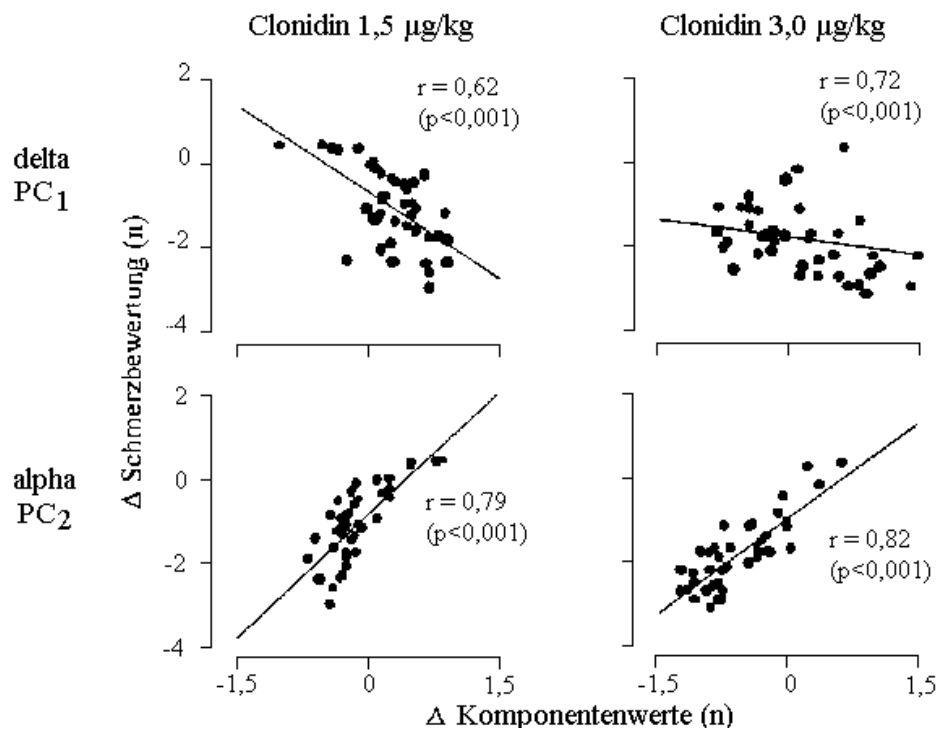 Clonidin 1,5 µg/kg
Clonidin 3,0 µg/kg
delta
PC1
Δ Schmerzbewertung (n)
2
0
-2
-4
r = 0,62
(p<0,001)
r = 0,72
(p<0,001)
alpha
PC2
2
0
-2
-4
r = 0,79
(p<0,001)
r = 0,82
(p<0,001)
-1,5 0 1,5
-1,5 0 1,5
Δ Komponentenwerte (n)